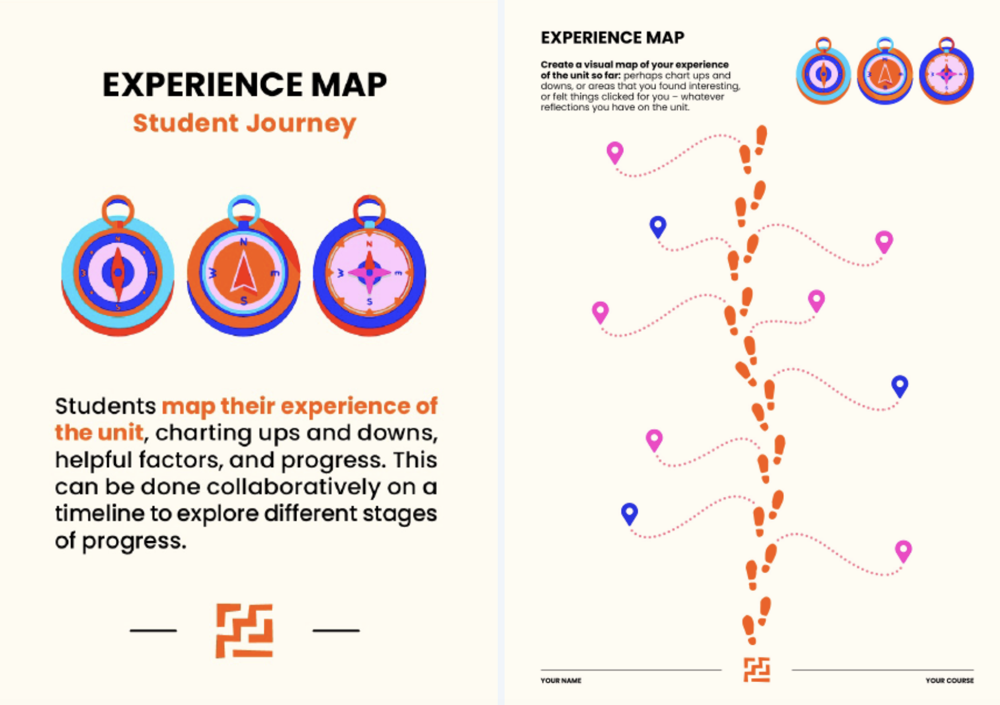 EXPERIENCE MAP
Student Journey
N
S
N
W
E
S
N
W
E
S
Students map their experience of
the unit, charting ups and downs,
helpful factors, and progress. This
can be done collaboratively on a
timeline to explore different stages
of progress.
EXPERIENCE MAP
Create a visual map of your experience
of the unit so far: perhaps chart ups and
downs, or areas that you found interesting,
or felt things clicked for you – whatever
reflections you have on the unit.
YOUR NAME
YOUR COURSE